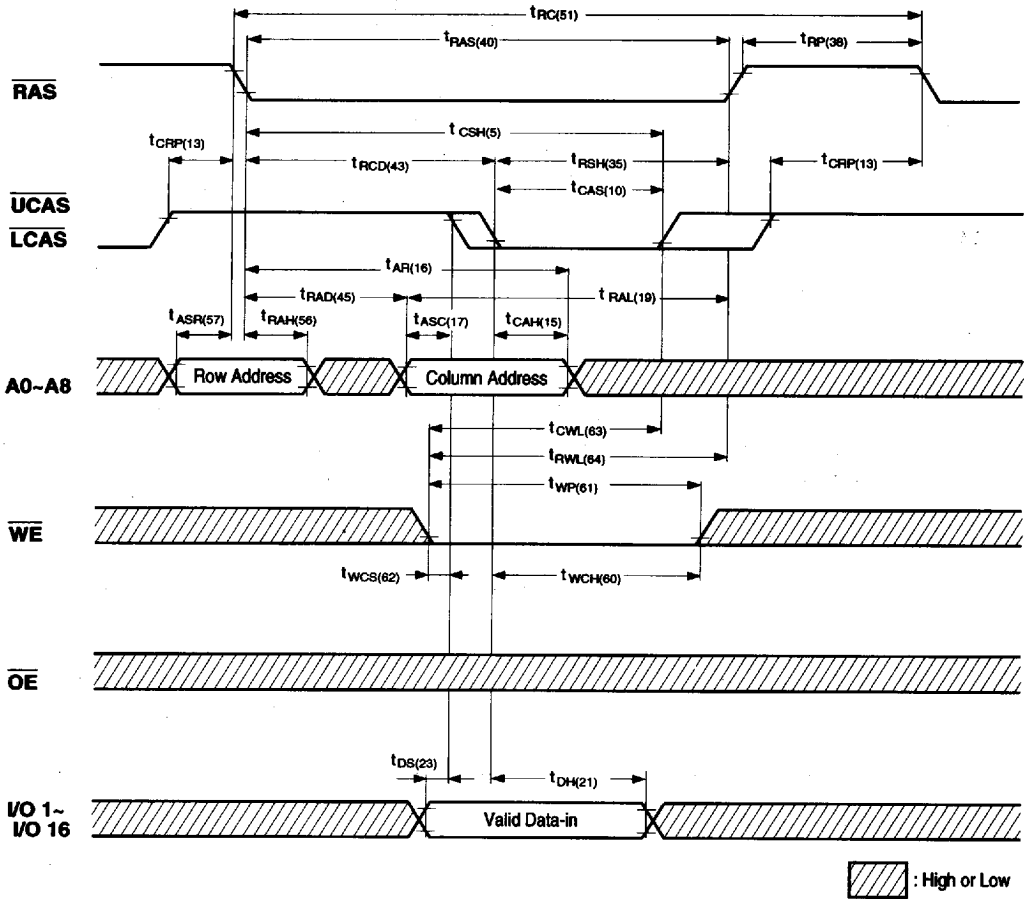 tRC(51)
tRAS(40) tRP(38)
RAS
tCSH(5)
tCRP(13) tRCD(43) tRSH(35) tCRP(13)
tCAS(10)
UCAS
LCAS
tAR(16)
tRAD(45) tRAL(19)
tASR(57) tRAH(56) tASC(17) tCAH(15)
A0~A8 Row Address Column Address
tCWL(63)
tRWL(64)
tWP(61)
WE
tWCS(62) tWCH(60)
OE
tDS(23) tDH(21)
I/O 1~
I/O 16 Valid Data-in
: High or Low